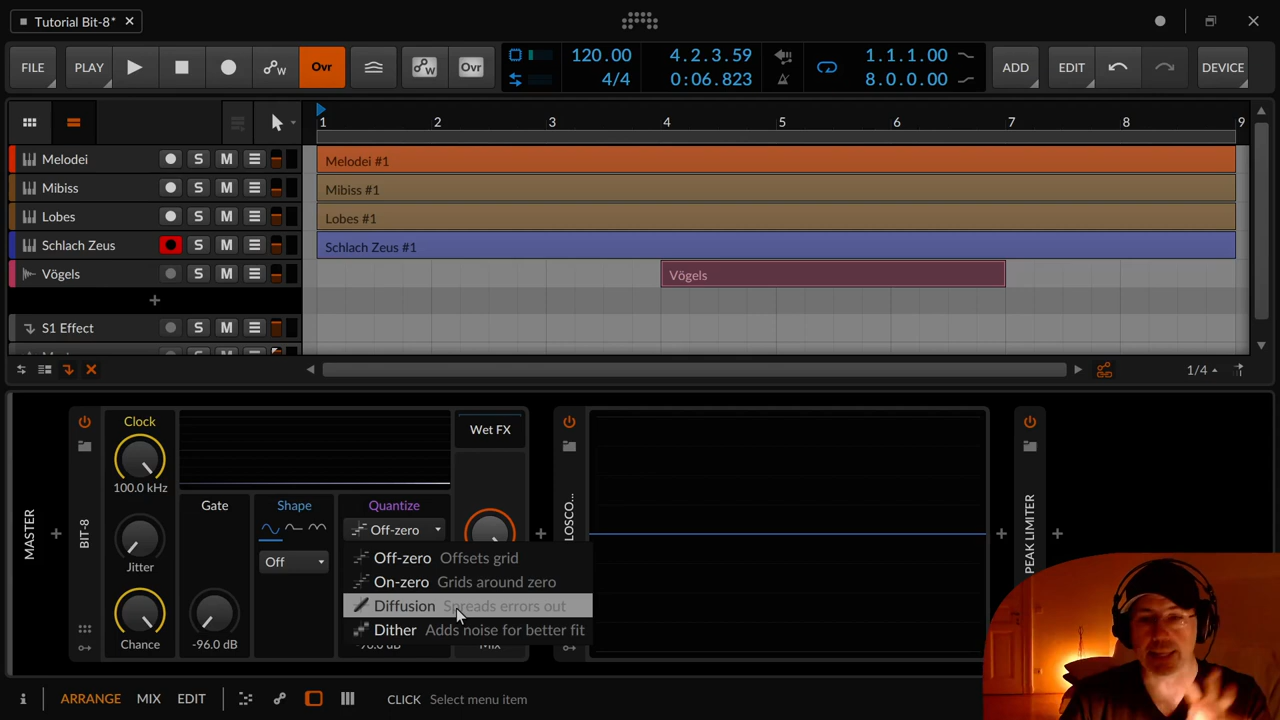 Tutorial Bit-8*
FILE
PLAY
Ovr
Ovr
120.00
4/4
4.2.3.59
0:06.823
1.1.1.00
8.0.0.00
ADD
EDIT
DEVICE
1 2 3 4 5 6 7 8 9
Melodei S M Melodei #1
Mibiss S M Mibiss #1
Lobes S M Lobes #1
Schlach Zeus S M Schlach Zeus #1
Vögels S M Vögels
S1 Effect S M
1/4
MASTER
BIT-8
Clock
100.0 kHz
Jitter
Chance
Gate
-96.0 dB
Shape
Off
Quantize
Off-zero
Off-zero Offsets grid
On-zero Grids around zero
Diffusion Spreads errors out
Dither Adds noise for better fit
Wet FX
LOSCO...
PEAK LIMITER
ARRANGE MIX EDIT CLICK Select menu item